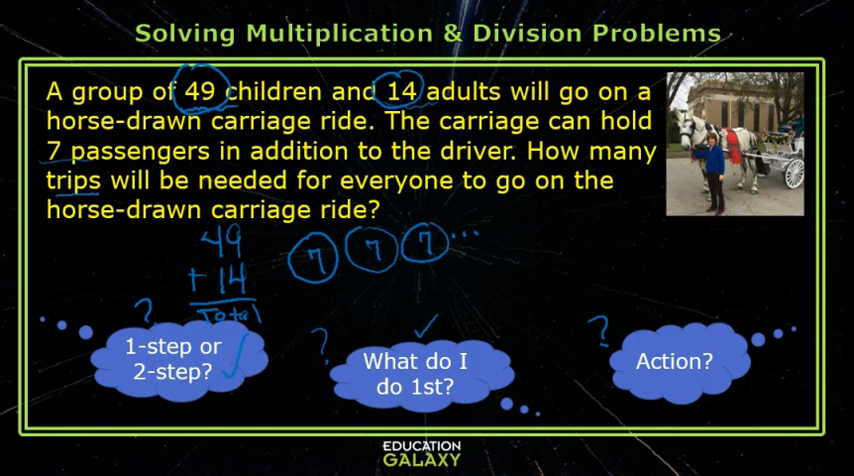 Solving Multiplication & Division Problems
A group of 49 children and 14 adults will go on a
horse-drawn carriage ride. The carriage can hold
7 passengers in addition to the driver. How many
trips will be needed for everyone to go on the
horse-drawn carriage ride?
49
+ 14
Total
7 7 7 ...
?
1-step or
2-step?
?
What do I
do 1st?
?
Action?
EDUCATION
GALAXY